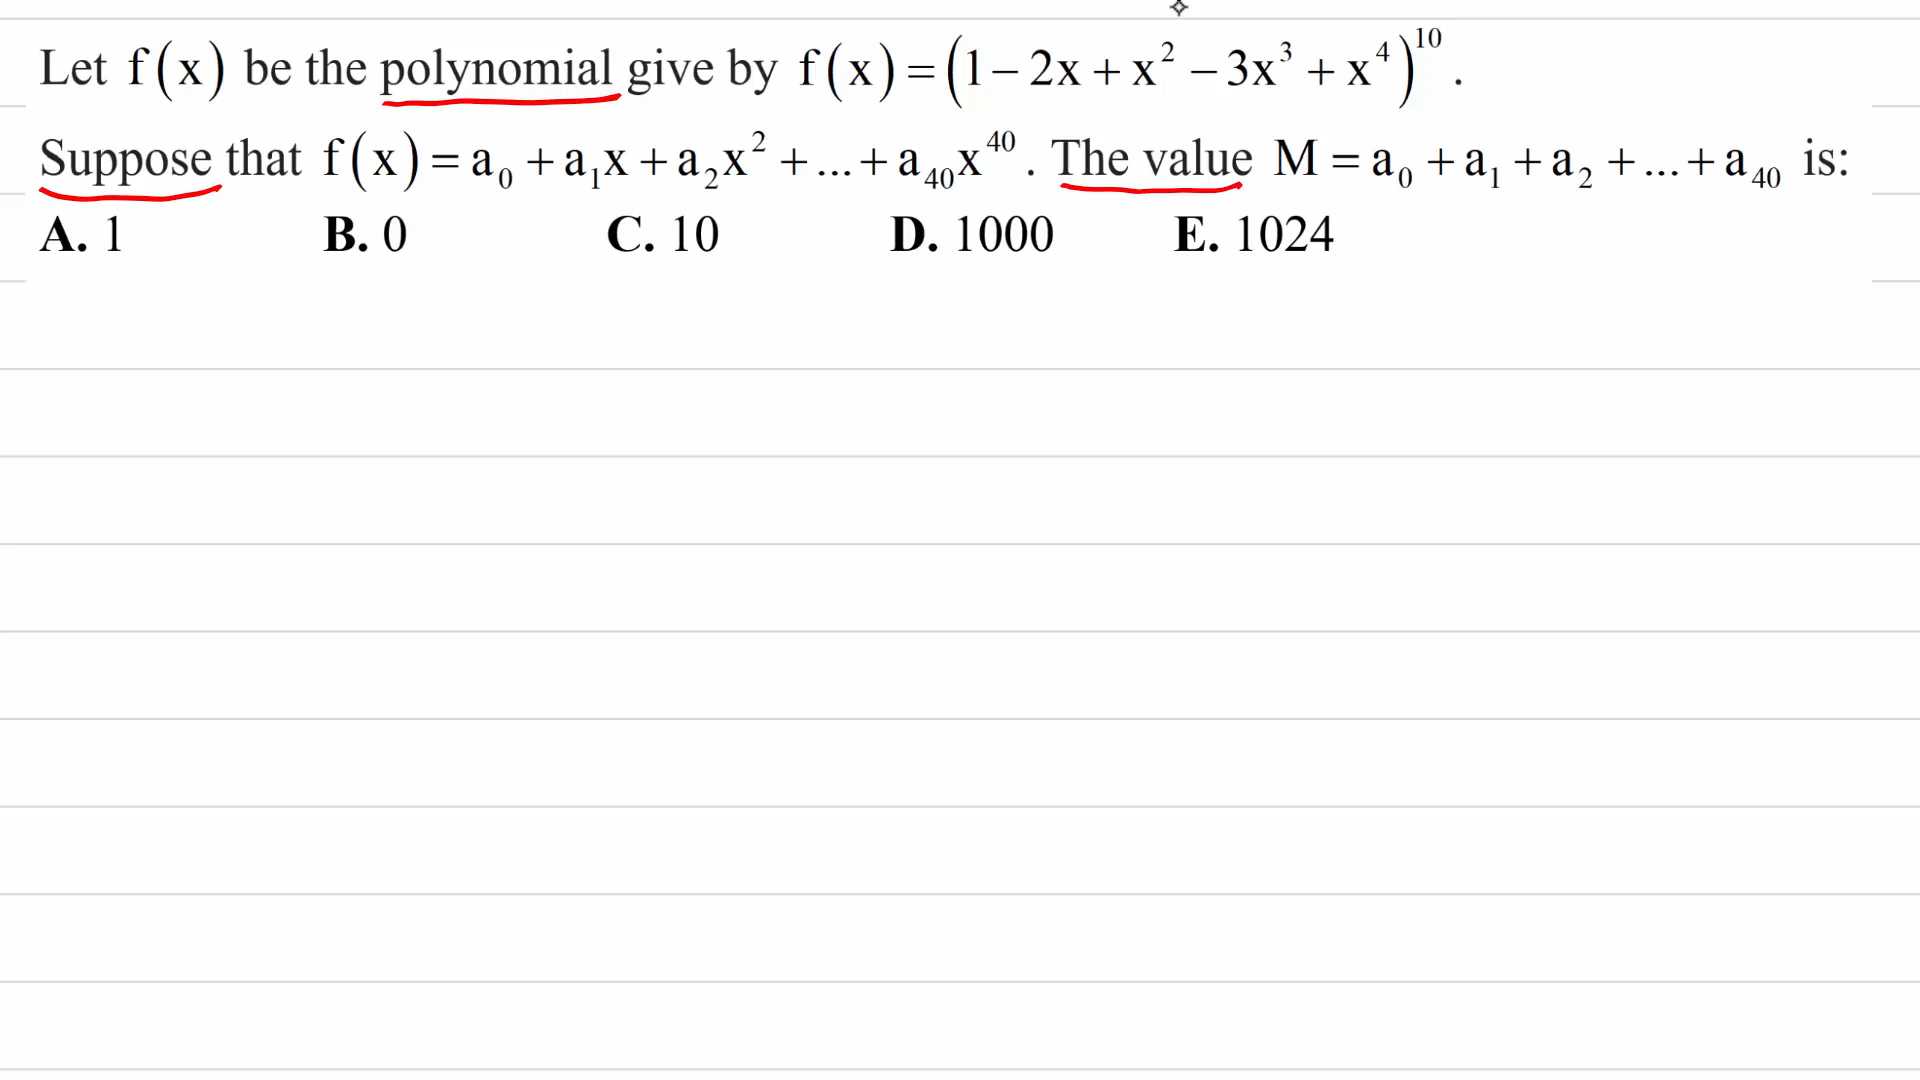 Let f(x) be the polynomial give by f(x) = (1 − 2x + x² − 3x³ + x⁴)¹⁰ .
Suppose that f(x) = a₀ + a₁x + a₂x² + ... + a₄₀x⁴⁰ . The value M = a₀ + a₁ + a₂ + ... + a₄₀ is:
A. 1 B. 0 C. 10 D. 1000 E. 1024